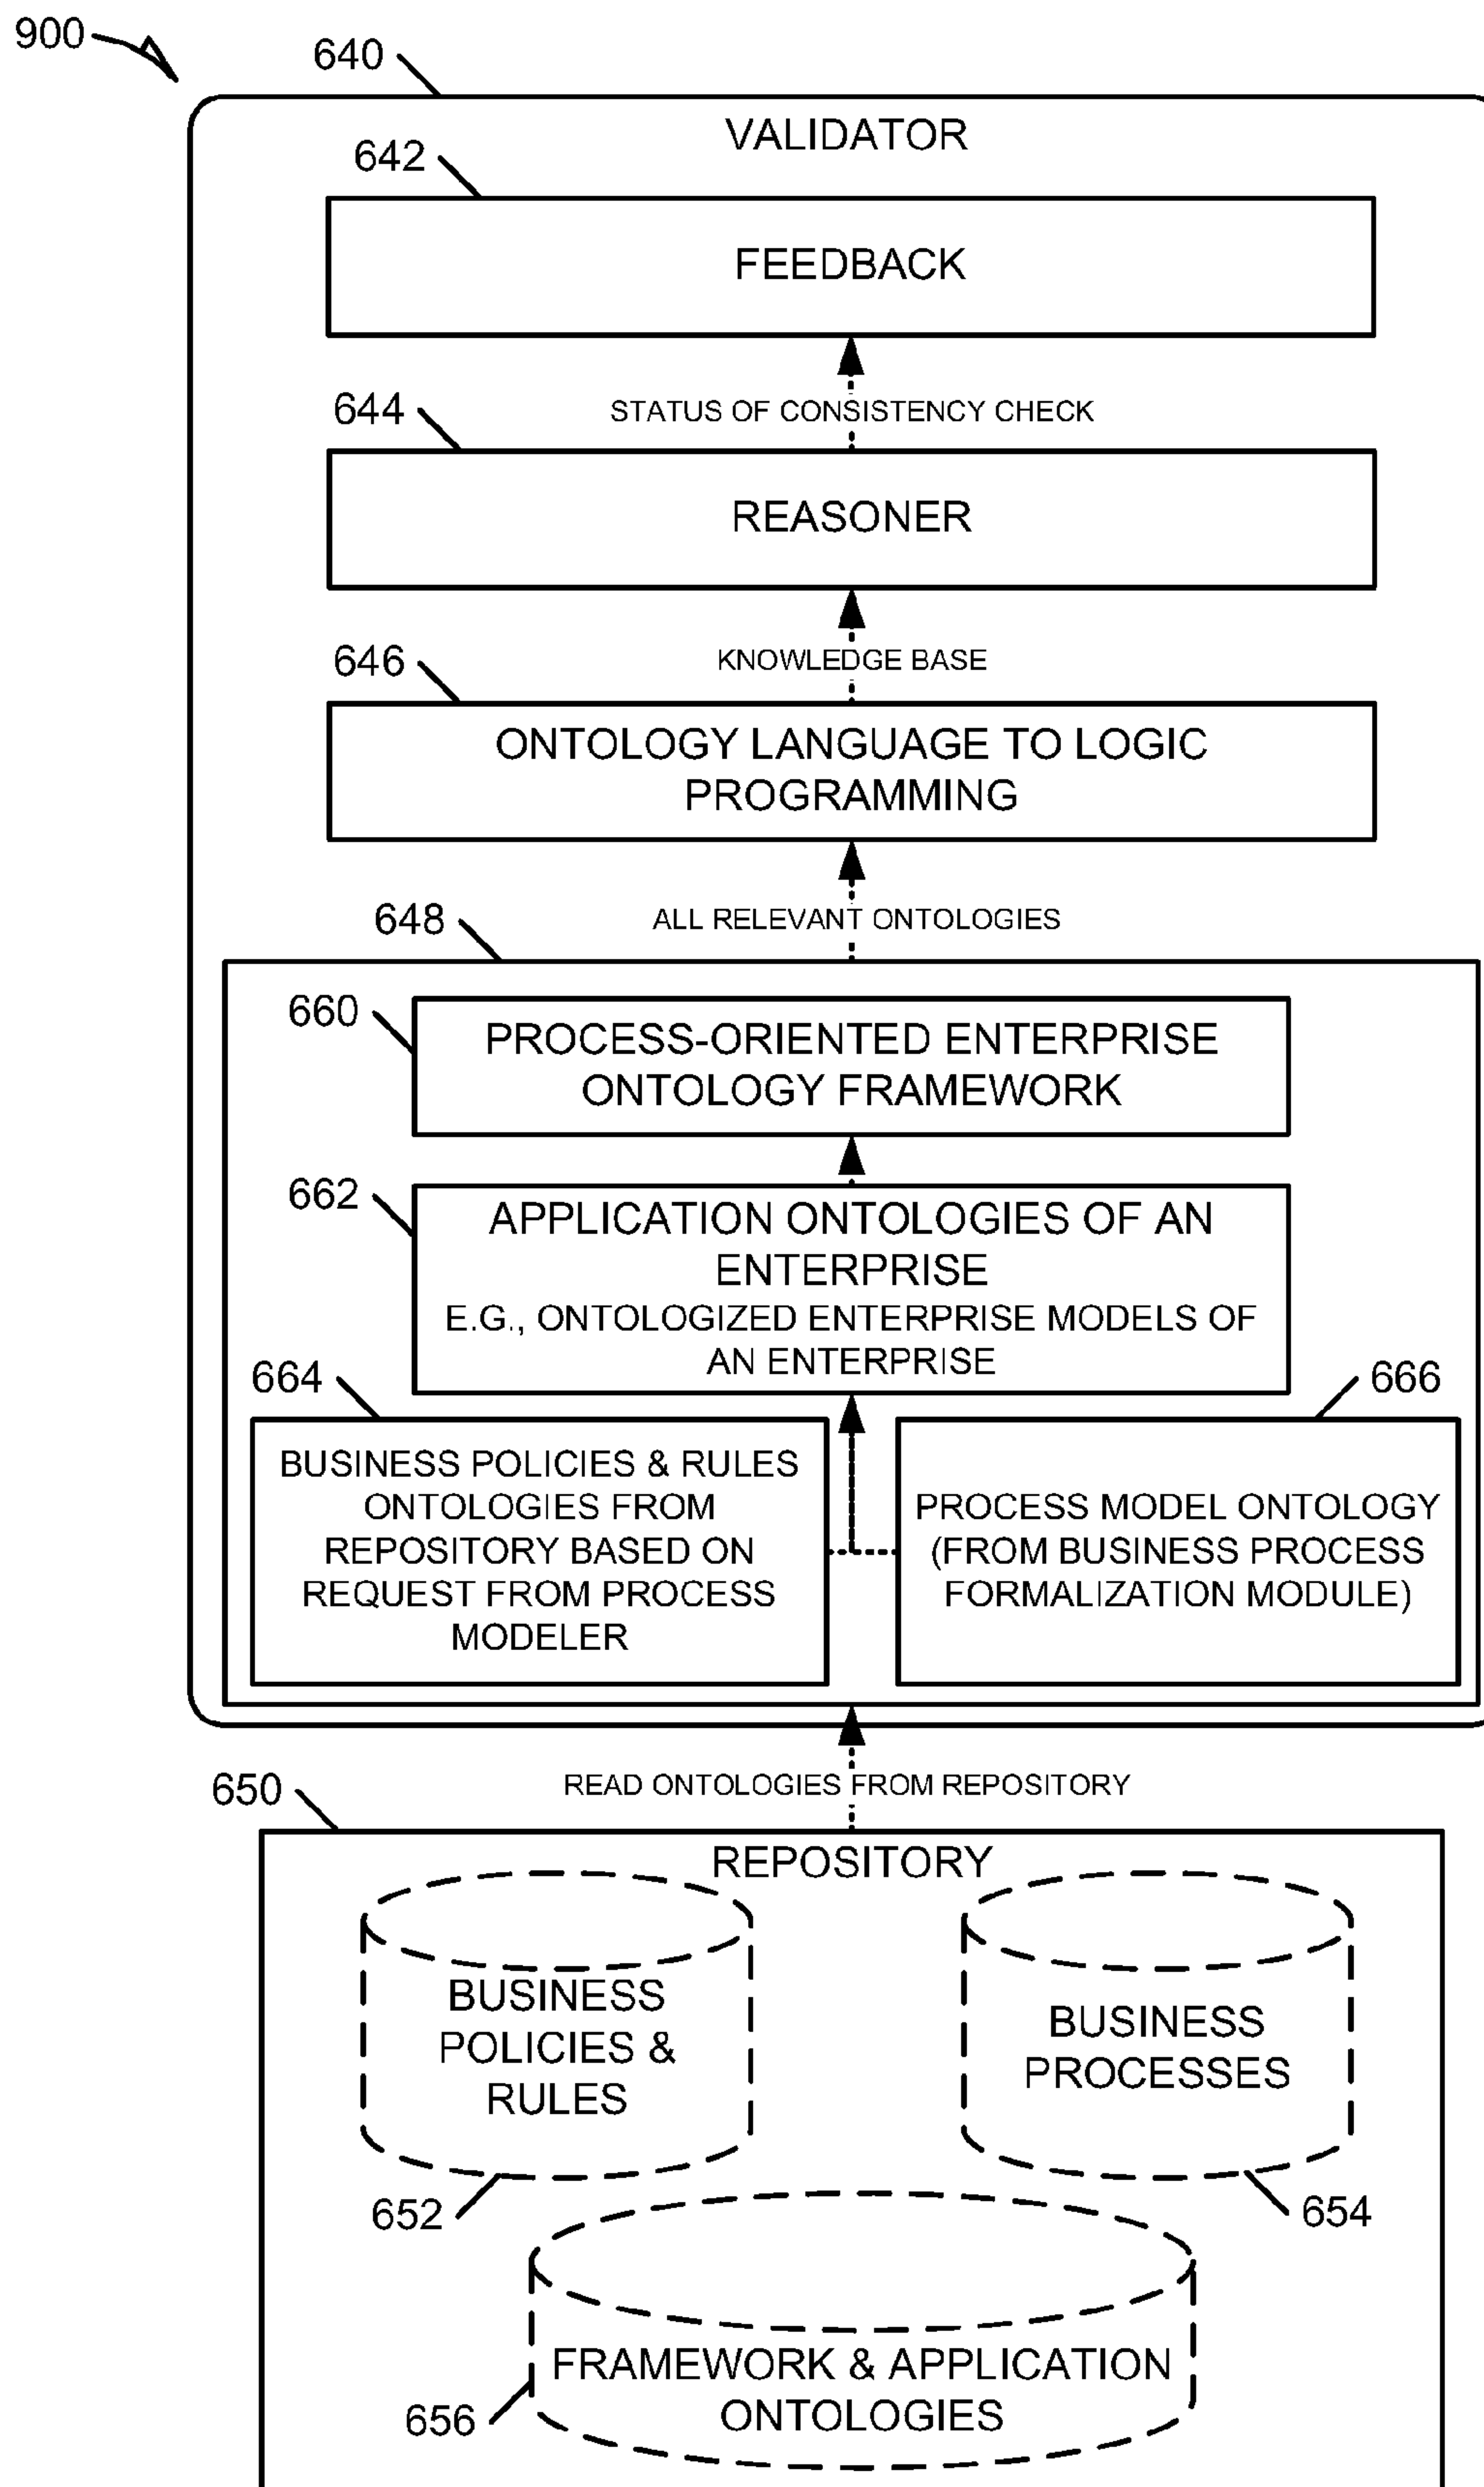 900
640
VALIDATOR
642
FEEDBACK
644
STATUS OF CONSISTENCY CHECK
REASONER
646
KNOWLEDGE BASE
ONTOLOGY LANGUAGE TO LOGIC
PROGRAMMING
648
ALL RELEVANT ONTOLOGIES
660
PROCESS-ORIENTED ENTERPRISE
ONTOLOGY FRAMEWORK
662
APPLICATION ONTOLOGIES OF AN
ENTERPRISE
E.G., ONTOLOGIZED ENTERPRISE MODELS OF
AN ENTERPRISE
664
666
BUSINESS POLICIES & RULES
ONTOLOGIES FROM
REPOSITORY BASED ON
REQUEST FROM PROCESS
MODELER
PROCESS MODEL ONTOLOGY
(FROM BUSINESS PROCESS
FORMALIZATION MODULE)
650
READ ONTOLOGIES FROM REPOSITORY
REPOSITORY
BUSINESS
POLICIES &
RULES
BUSINESS
PROCESSES
652
654
FRAMEWORK & APPLICATION
ONTOLOGIES
656